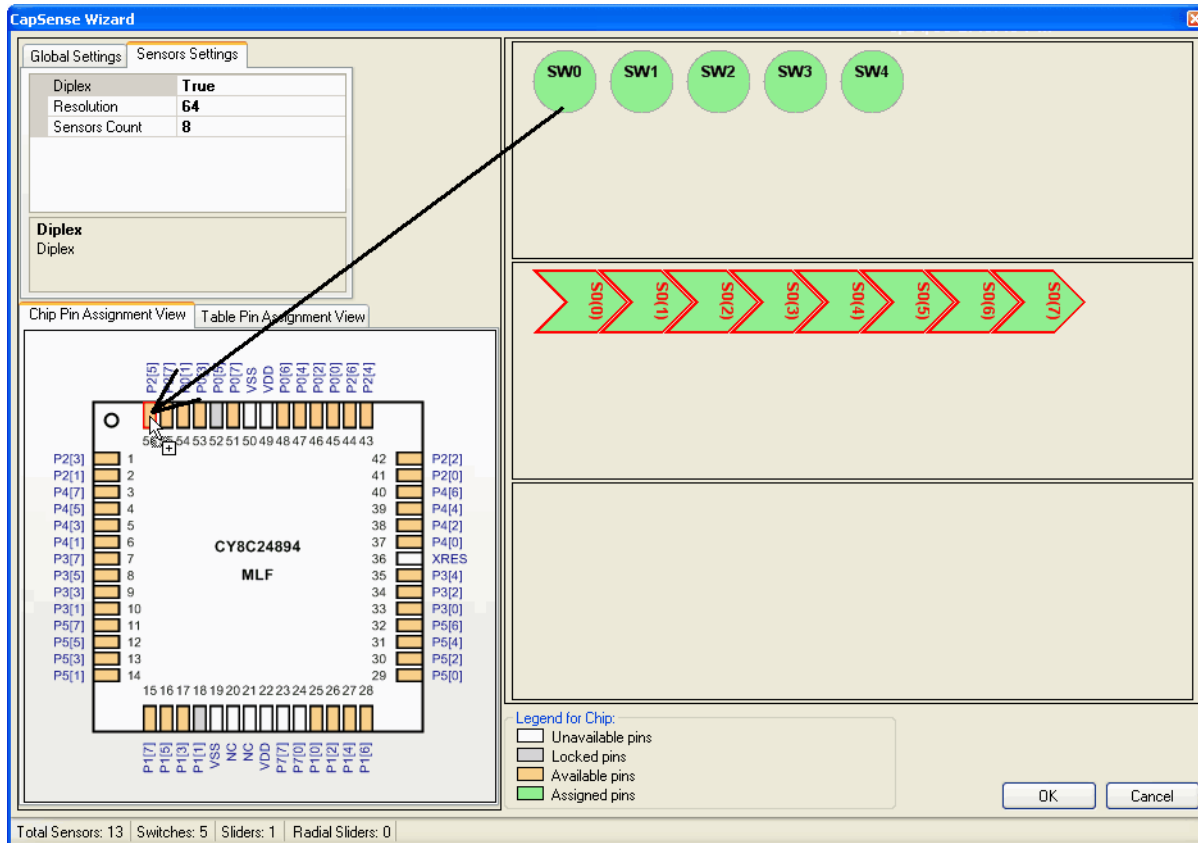 CapSense Wizard
Global Settings
Sensors Settings
Diplex True
Resolution 64
Sensors Count 8
Diplex
Diplex
Chip Pin Assignment View
Table Pin Assignment View
P2[5] P2[7] P0[1] P0[3] P0[5] P0[7] VSS VDD P0[6] P0[4] P0[2] P0[0] P2[6] P2[4]
56 55 54 53 52 51 50 49 48 47 46 45 44 43
P2[3] 1
P2[1] 2
P4[7] 3
P4[5] 4
P4[3] 5
P4[1] 6
P3[7] 7
P3[5] 8
P3[3] 9
P3[1] 10
P5[7] 11
P5[5] 12
P5[3] 13
P5[1] 14
CY8C24894
MLF
42 P2[2]
41 P2[0]
40 P4[6]
39 P4[4]
38 P4[2]
37 P4[0]
36 XRES
35 P3[4]
34 P3[2]
33 P3[0]
32 P5[6]
31 P5[4]
30 P5[2]
29 P5[0]
15 16 17 18 19 20 21 22 23 24 25 26 27 28
P1[7] P1[5] P1[3] P1[1] VSS NC NC VDD P7[7] P7[0] P1[0] P1[2] P1[4] P1[6]
SW0 SW1 SW2 SW3 SW4
S0(0) S0(1) S0(2) S0(3) S0(4) S0(5) S0(6) S0(7)
Legend for Chip:
Unavailable pins
Locked pins
Available pins
Assigned pins
OK Cancel
Total Sensors: 13 Switches: 5 Sliders: 1 Radial Sliders: 0